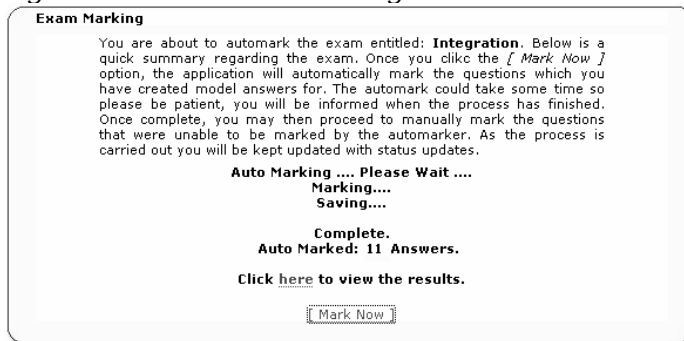 Exam Marking
You are about to automark the exam entitled: Integration. Below is a
quick summary regarding the exam. Once you clikc the [ Mark Now ]
option, the application will automatically mark the questions which you
have created model answers for. The automark could take some time so
please be patient, you will be informed when the process has finished.
Once complete, you may then proceed to manually mark the questions
that were unable to be marked by the automarker. As the process is
carried out you will be kept updated with status updates.
Auto Marking .... Please Wait ....
Marking....
Saving....
Complete.
Auto Marked: 11 Answers.
Click here to view the results.
[ Mark Now ]